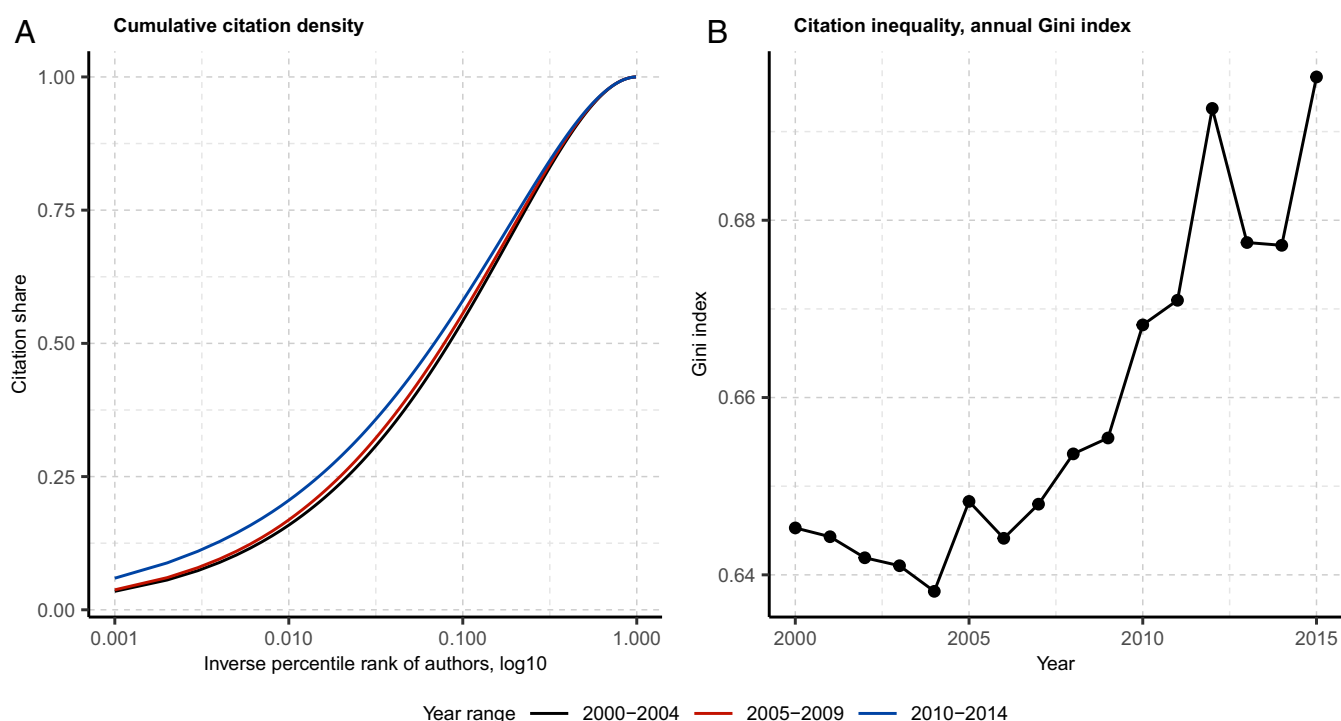 A
Cumulative citation density
1.00
0.75
0.50
0.25
0.00
Citation share
0.001 0.010 0.100 1.000
Inverse percentile rank of authors, log10
B
Citation inequality, annual Gini index
0.68
0.66
0.64
Gini index
2000 2005 2010 2015
Year
Year range 2000−2004 2005−2009 2010−2014